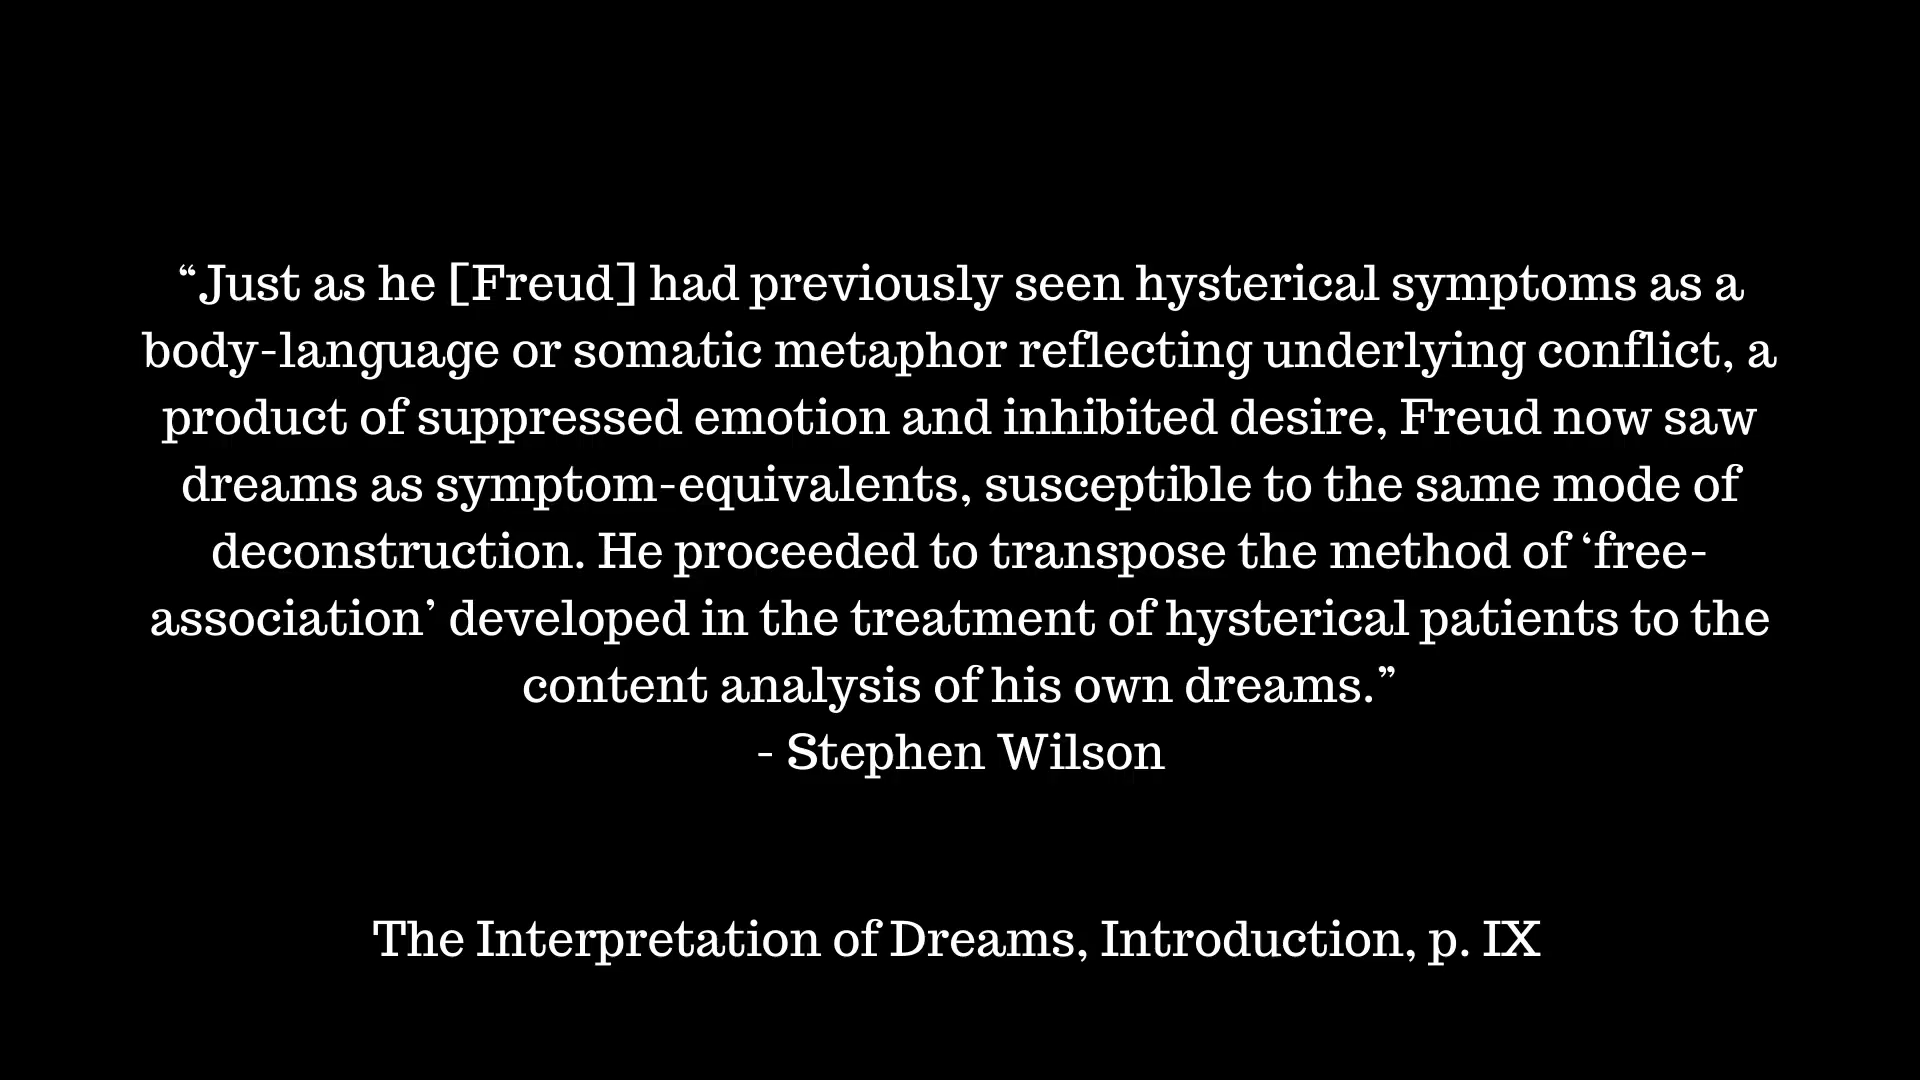 “Just as he [Freud] had previously seen hysterical symptoms as a
body-language or somatic metaphor reflecting underlying conflict, a
product of suppressed emotion and inhibited desire, Freud now saw
dreams as symptom-equivalents, susceptible to the same mode of
deconstruction. He proceeded to transpose the method of ‘free-
association’ developed in the treatment of hysterical patients to the
content analysis of his own dreams.”
- Stephen Wilson
The Interpretation of Dreams, Introduction, p. IX